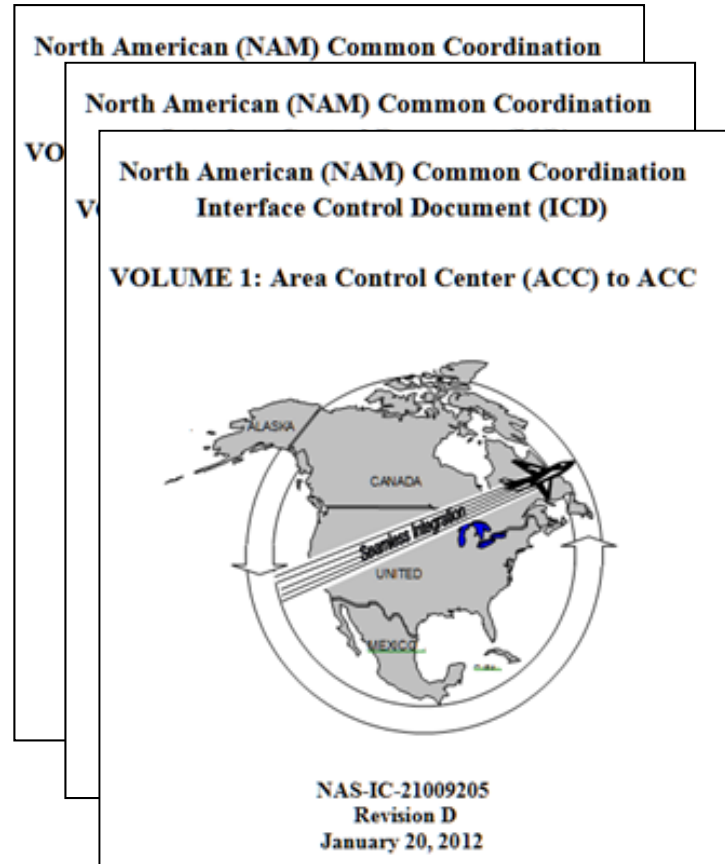 North American (NAM) Common Coordination
North American (NAM) Common Coordination
VO
V
North American (NAM) Common Coordination
Interface Control Document (ICD)
VOLUME 1: Area Control Center (ACC) to ACC
ALASKA
CANADA
Seamless Integration
UNITED
MEXICO
NAS-IC-21009205
Revision D
January 20, 2012